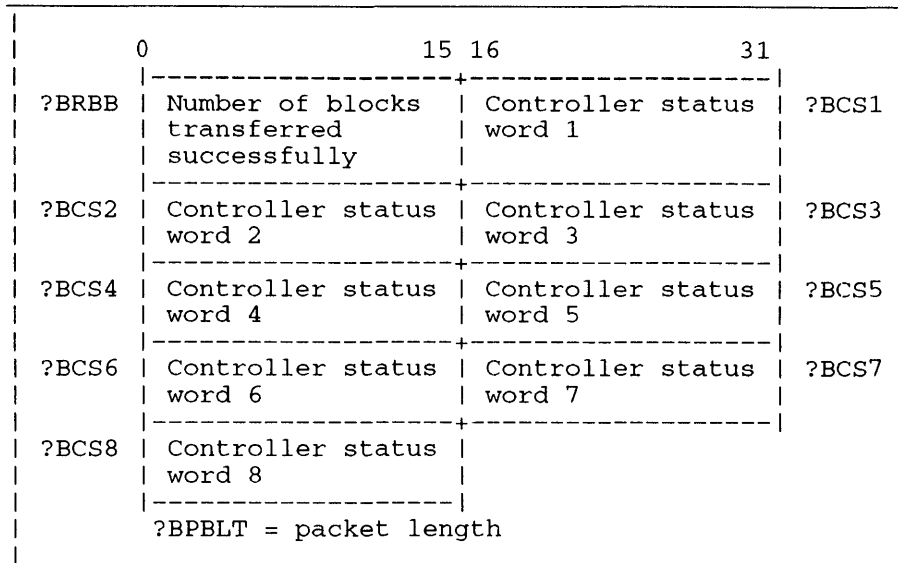 0 15 16 31
?BRBB Number of blocks Controller status ?BCS1
transferred word 1
successfully
?BCS2 Controller status Controller status ?BCS3
word 2 word 3
?BCS4 Controller status Controller status ?BCS5
word 4 word 5
?BCS6 Controller status Controller status ?BCS7
word 6 word 7
?BCS8 Controller status
word 8
?BPBLT = packet length